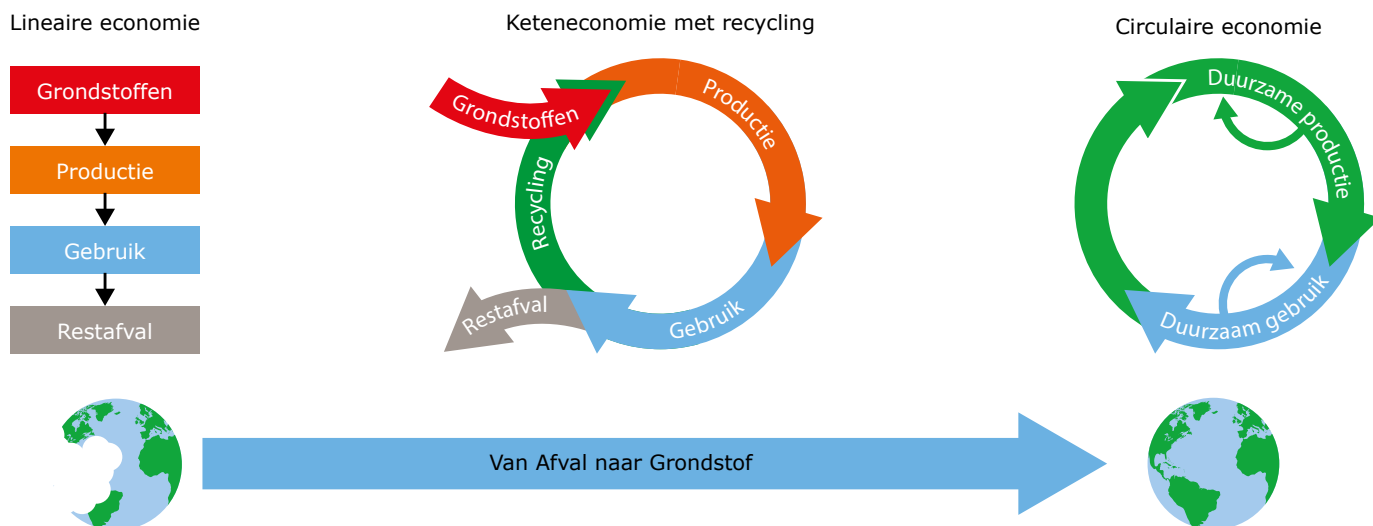 Lineaire economie
Grondstoffen
Productie
Gebruik
Restafval
Keteneconomie met recycling
Grondstoffen
Productie
Recycling
Restafval
Gebruik
Circulaire economie
Duurzame productie
Duurzaam gebruik
Van Afval naar Grondstof